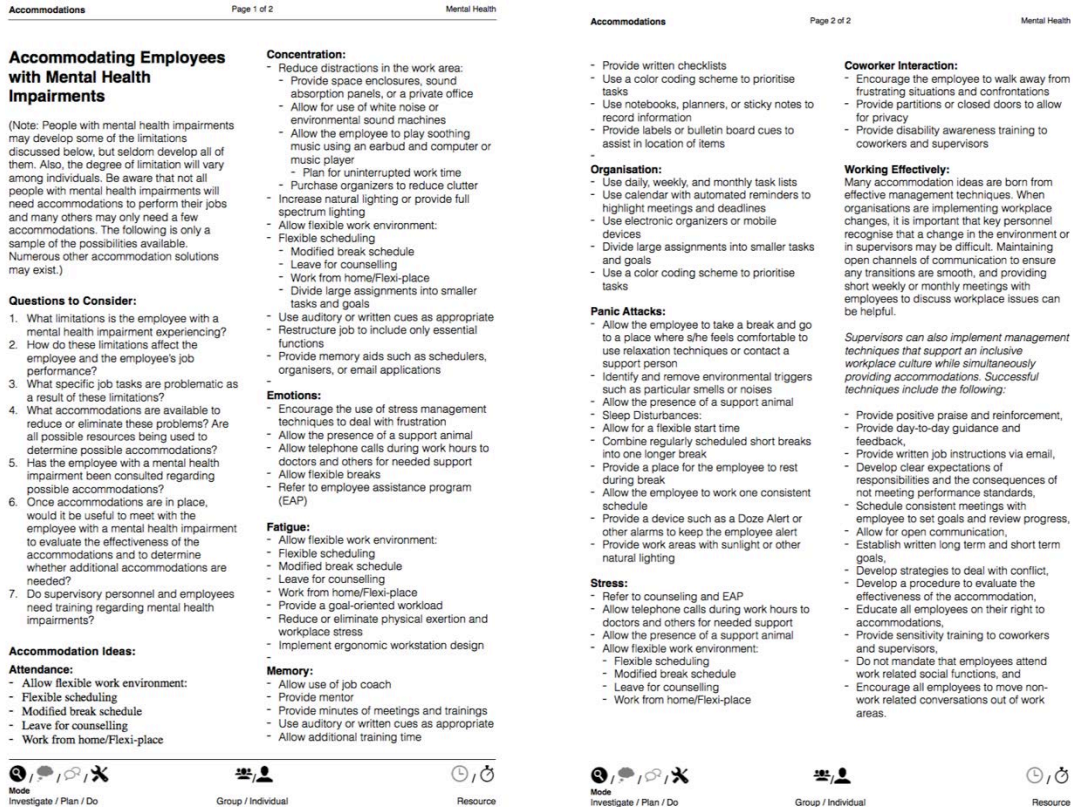 Accommodations
Page 1 of 2
Mental Health
Accommodating Employees
with Mental Health
Impairments
(Note: People with mental health impairments
may develop some of the limitations
discussed below, but seldom develop all of
them. Also, the degree of limitation will vary
among individuals. Be aware that not all
people with mental health impairments will
need accommodations to perform their jobs
and many others may only need a few
accommodations. The following is only a
sample of the possibilities available.
Numerous other accommodation solutions
may exist.)
Questions to Consider:
1. What limitations is the employee with a
mental health impairment experiencing?
2. How do these limitations affect the
employee and the employee's job
performance?
3. What specific job tasks are problematic as
a result of these limitations?
4. What accommodations are available to
reduce or eliminate these problems? Are
all possible resources being used to
determine possible accommodations?
5. Has the employee with a mental health
impairment been consulted regarding
possible accommodations?
6. Once accommodations are in place,
would it be useful to meet with the
employee with a mental health impairment
to evaluate the effectiveness of the
accommodations and to determine
whether additional accommodations are
needed?
7. Do supervisory personnel and employees
need training regarding mental health
impairments?
Accommodation Ideas:
Attendance:
- Allow flexible work environment:
- Flexible scheduling
- Modified break schedule
- Leave for counselling
- Work from home/Flexi-place
Concentration:
- Reduce distractions in the work area:
- Provide space enclosures, sound
absorption panels, or a private office
- Allow for use of white noise or
environmental sound machines
- Allow the employee to play soothing
music using an earbud and computer or
music player
- Plan for uninterrupted work time
- Purchase organizers to reduce clutter
- Increase natural lighting or provide full
spectrum lighting
- Allow flexible work environment:
- Flexible scheduling
- Modified break schedule
- Leave for counselling
- Work from home/Flexi-place
- Divide large assignments into smaller
tasks and goals
- Use auditory or written cues as appropriate
- Restructure job to include only essential
functions
- Provide memory aids such as schedulers,
organisers, or email applications
-
Emotions:
- Encourage the use of stress management
techniques to deal with frustration
- Allow the presence of a support animal
- Allow telephone calls during work hours to
doctors and others for needed support
- Allow flexible breaks
- Refer to employee assistance program
(EAP)
Fatigue:
- Allow flexible work environment:
- Flexible scheduling
- Modified break schedule
- Leave for counselling
- Work from home/Flexi-place
- Provide a goal-oriented workload
- Reduce or eliminate physical exertion and
workplace stress
- Implement ergonomic workstation design
-
Memory:
- Allow use of job coach
- Provide mentor
- Provide minutes of meetings and trainings
- Use auditory or written cues as appropriate
- Allow additional training time
Mode
Investigate / Plan / Do
Group / Individual
Resource
Accommodations
Page 2 of 2
Mental Health
- Provide written checklists
- Use a color coding scheme to prioritise
tasks
- Use notebooks, planners, or sticky notes to
record information
- Provide labels or bulletin board cues to
assist in location of items
-
Organisation:
- Use daily, weekly, and monthly task lists
- Use calendar with automated reminders to
highlight meetings and deadlines
- Use electronic organizers or mobile
devices
- Divide large assignments into smaller tasks
and goals
- Use a color coding scheme to prioritise
tasks
Panic Attacks:
- Allow the employee to take a break and go
to a place where s/he feels comfortable to
use relaxation techniques or contact a
support person
- Identify and remove environmental triggers
such as particular smells or noises
- Allow the presence of a support animal
- Sleep Disturbances:
- Allow for a flexible start time
- Combine regularly scheduled short breaks
into one longer break
- Provide a place for the employee to rest
during break
- Allow the employee to work one consistent
schedule
- Provide a device such as a Doze Alert or
other alarms to keep the employee alert
- Provide work areas with sunlight or other
natural lighting
Stress:
- Refer to counseling and EAP
- Allow telephone calls during work hours to
doctors and others for needed support
- Allow the presence of a support animal
- Allow flexible work environment:
- Flexible scheduling
- Modified break schedule
- Leave for counselling
- Work from home/Flexi-place
Coworker Interaction:
- Encourage the employee to walk away from
frustrating situations and confrontations
- Provide partitions or closed doors to allow
for privacy
- Provide disability awareness training to
coworkers and supervisors
Working Effectively:
Many accommodation ideas are born from
effective management techniques. When
organisations are implementing workplace
changes, it is important that key personnel
recognise that a change in the environment or
in supervisors may be difficult. Maintaining
open channels of communication to ensure
any transitions are smooth, and providing
short weekly or monthly meetings with
employees to discuss workplace issues can
be helpful.
Supervisors can also implement management
techniques that support an inclusive
workplace culture while simultaneously
providing accommodations. Successful
techniques include the following:
- Provide positive praise and reinforcement,
- Provide day-to-day guidance and
feedback,
- Provide written job instructions via email,
- Develop clear expectations of
responsibilities and the consequences of
not meeting performance standards,
- Schedule consistent meetings with
employee to set goals and review progress,
- Allow for open communication,
- Establish written long term and short term
goals,
- Develop strategies to deal with conflict,
- Develop a procedure to evaluate the
effectiveness of the accommodation,
- Educate all employees on their right to
accommodations,
- Provide sensitivity training to coworkers
and supervisors,
- Do not mandate that employees attend
work related social functions, and
- Encourage all employees to move non-
work related conversations out of work
areas.
Mode
Investigate / Plan / Do
Group / Individual
Resource